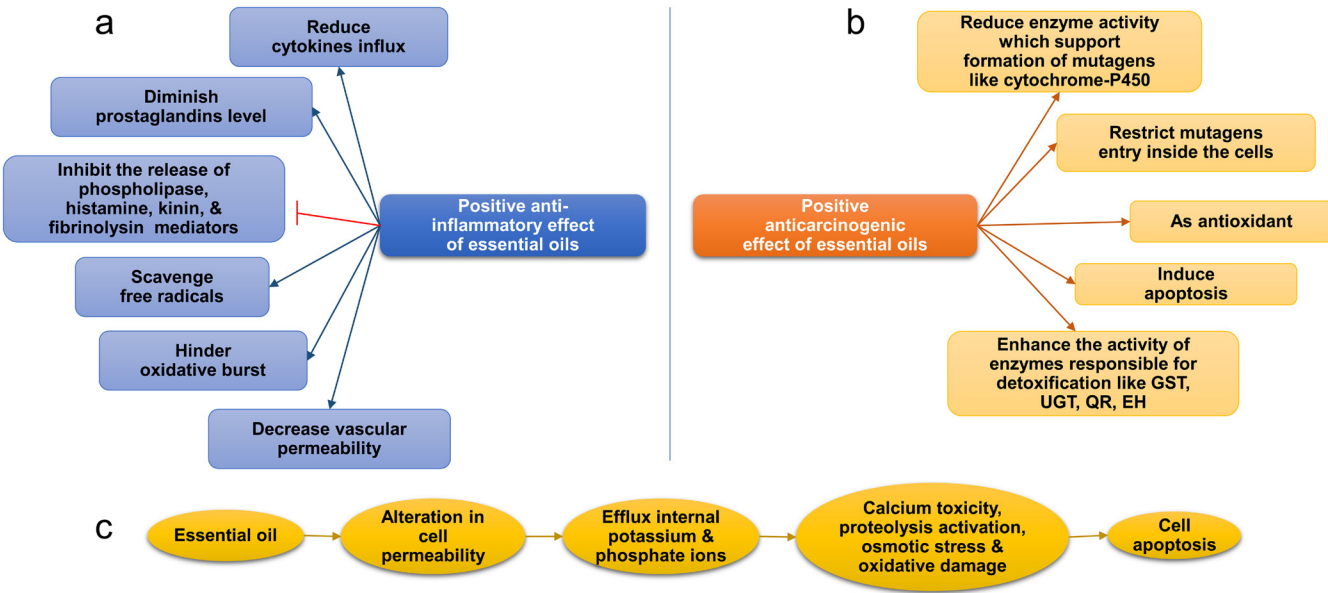 a
Reduce
cytokines influx
Diminish
prostaglandins level
Inhibit the release of
phospholipase,
histamine, kinin, &
fibrinolysin mediators
Scavenge
free radicals
Hinder
oxidative burst
Decrease vascular
permeability
Positive anti-
inflammatory effect
of essential oils
b
Reduce enzyme activity
which support
formation of mutagens
like cytochrome-P450
Restrict mutagens
entry inside the cells
As antioxidant
Induce
apoptosis
Enhance the activity of
enzymes responsible for
detoxification like GST,
UGT, QR, EH
Positive
anticarcinogenic
effect of essential oils
c
Essential oil
Alteration in
cell
permeability
Efflux internal
potassium &
phosphate ions
Calcium toxicity,
proteolysis activation,
osmotic stress &
oxidative damage
Cell
apoptosis